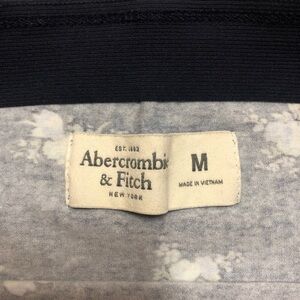 EST. 1892
Abercrombie
& Fitch
NEW YORK
M
MADE IN VIETNAM